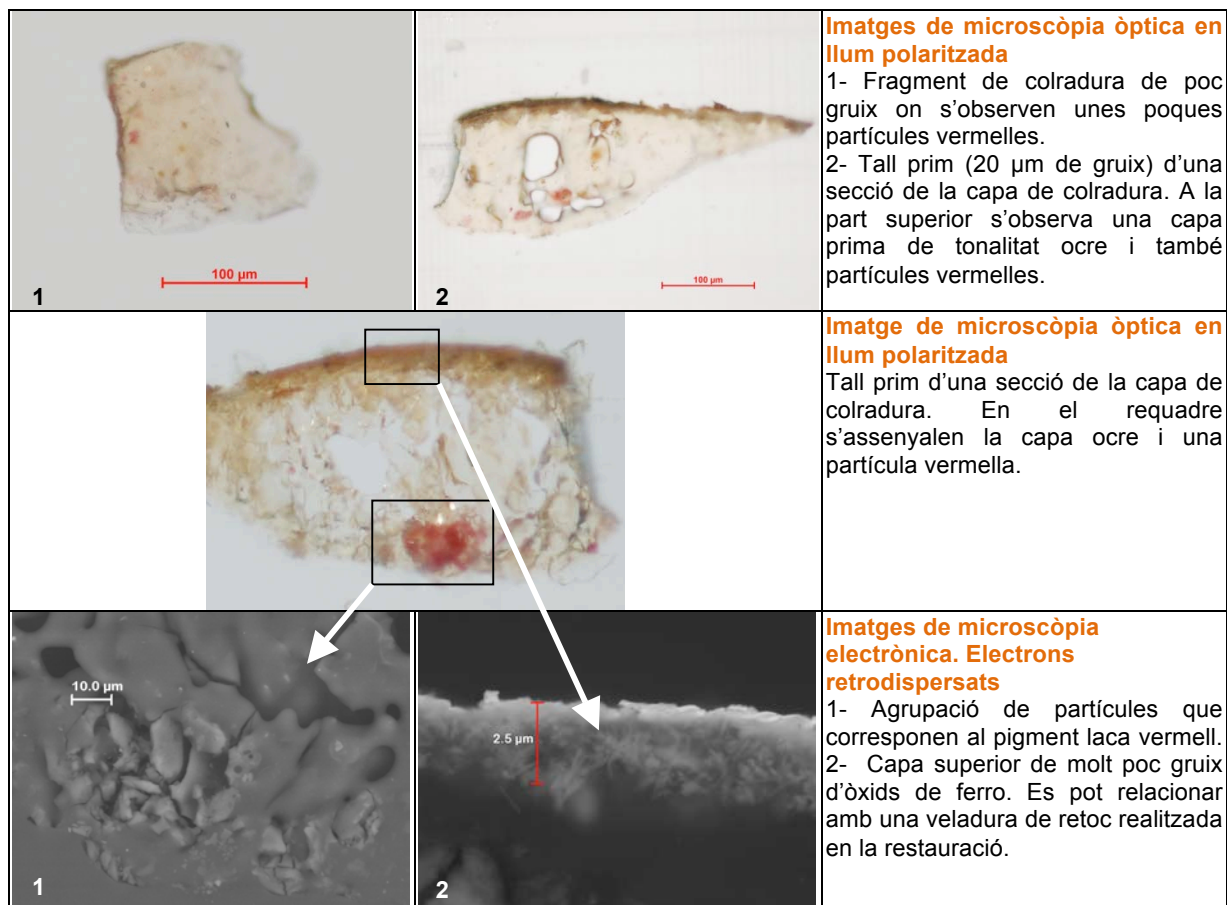 100 µm
1
100 µm
2
Imatges de microscòpia òptica en
llum polaritzada
1- Fragment de colradura de poc
gruix on s’observen unes poques
partícules vermelles.
2- Tall prim (20 µm de gruix) d’una
secció de la capa de colradura. A la
part superior s’observa una capa
prima de tonalitat ocre i també
partícules vermelles.
Imatge de microscòpia òptica en
llum polaritzada
Tall prim d’una secció de la capa de
colradura. En el requadre
s’assenyalen la capa ocre i una
partícula vermella.
10.0 µm
1
2.5 µm
2
Imatges de microscòpia
electrònica. Electrons
retrodispersats
1- Agrupació de partícules que
corresponen al pigment laca vermell.
2- Capa superior de molt poc gruix
d’òxids de ferro. Es pot relacionar
amb una veladura de retoc realitzada
en la restauració.